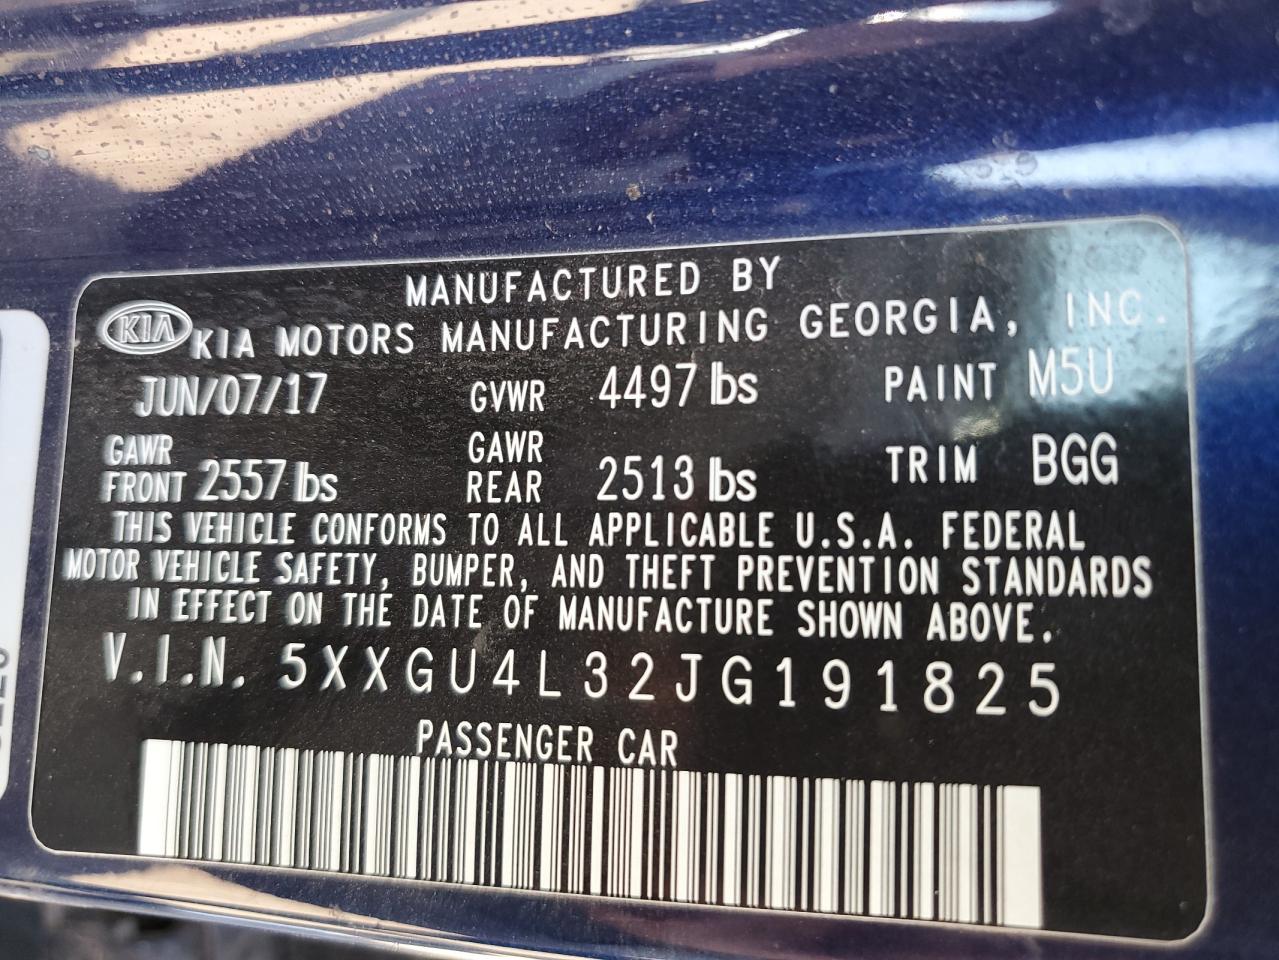 MANUFACTURED BY
KIA KIA MOTORS MANUFACTURING GEORGIA, INC.
JUN/07/17 GVWR 4497 lbs PAINT M5U
GAWR FRONT 2557 lbs GAWR REAR 2513 lbs TRIM BGG
THIS VEHICLE CONFORMS TO ALL APPLICABLE U.S.A. FEDERAL
MOTOR VEHICLE SAFETY, BUMPER, AND THEFT PREVENTION STANDARDS
IN EFFECT ON THE DATE OF MANUFACTURE SHOWN ABOVE.
V.I.N. 5XXGU4L32JG191825
PASSENGER CAR